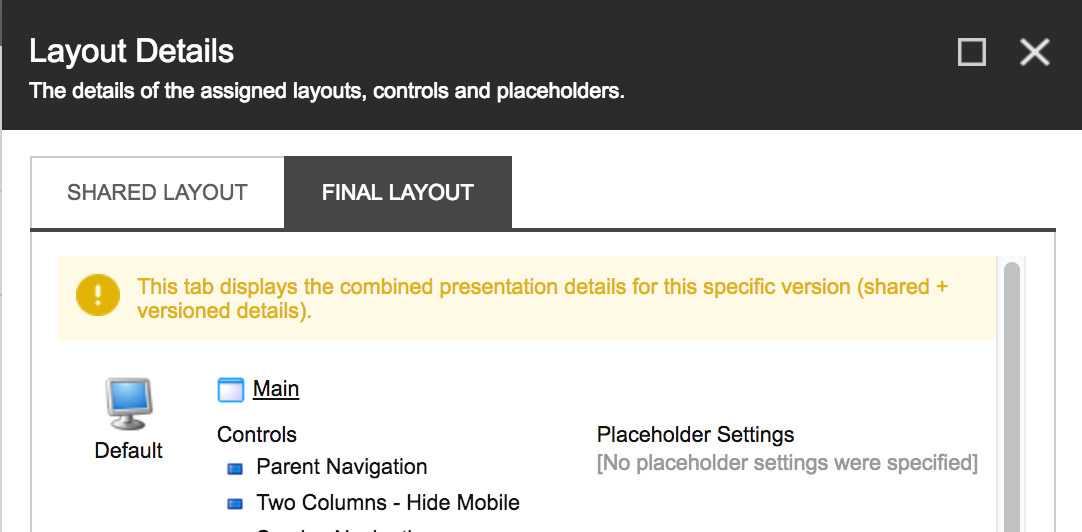 Layout Details
The details of the assigned layouts, controls and placeholders.
SHARED LAYOUT
FINAL LAYOUT
This tab displays the combined presentation details for this specific version (shared +
versioned details).
Main
Default
Controls
Placeholder Settings
Parent Navigation
[No placeholder settings were specified]
Two Columns - Hide Mobile